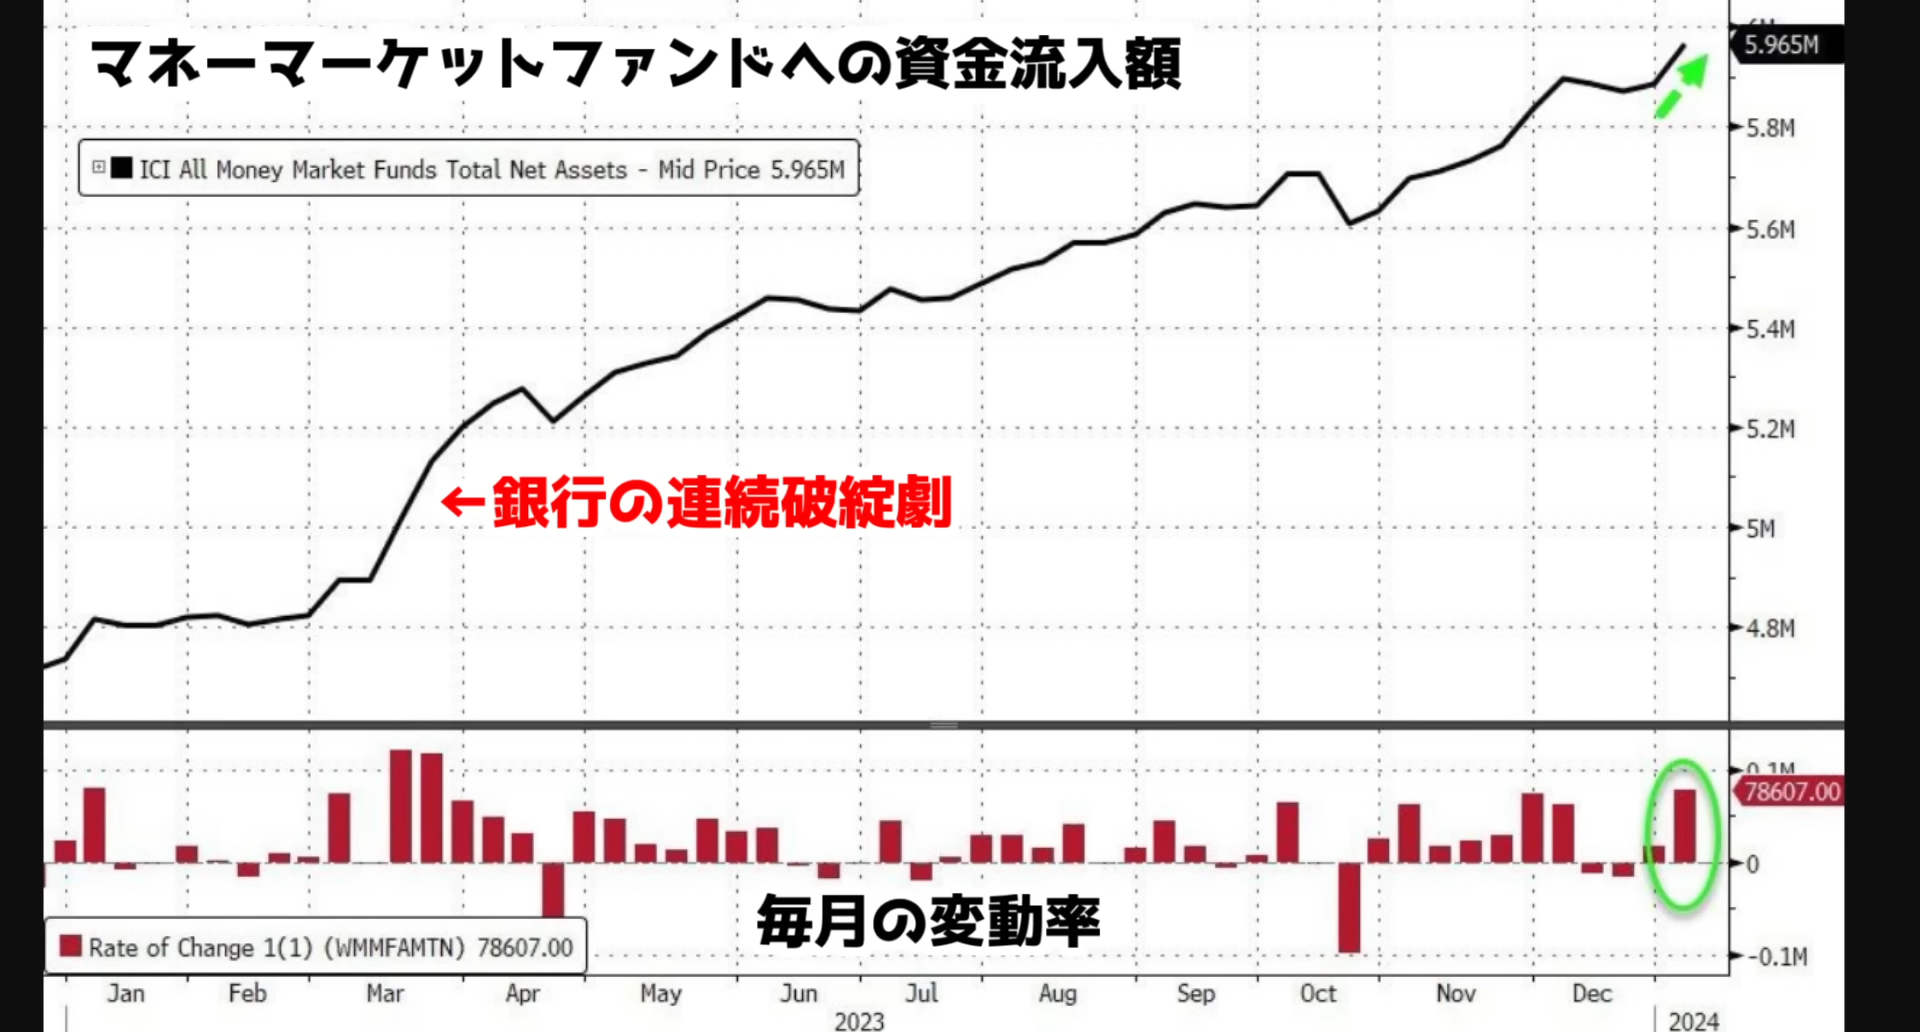 マネーマーケットファンドへの資金流入額
6M
5.965M
5.8M
ICI All Money Market Funds Total Net Assets - Mid Price 5.965M
5.6M
5.4M
5.2M
←銀行の連続破綻劇
5M
4.8M
0.1M
78607.00
0
毎月の変動率
Rate of Change 1(1) (WMMFAMTN) 78607.00
-0.1M
Jan Feb Mar Apr May Jun Jul Aug Sep Oct Nov Dec
2023 2024